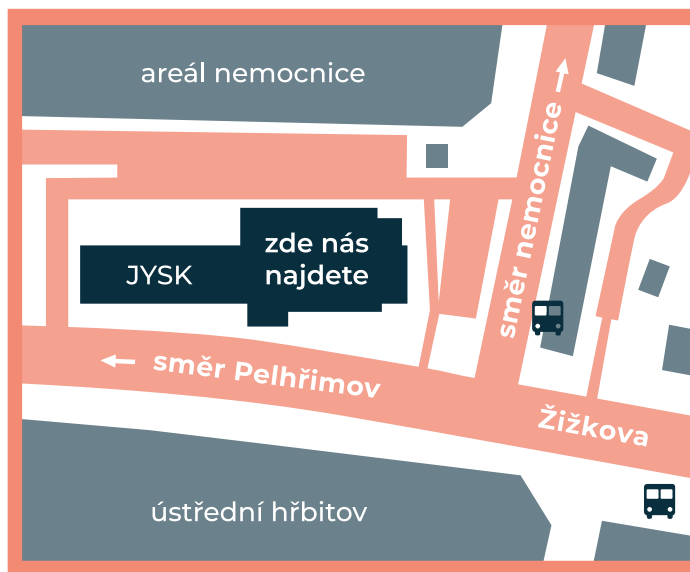 areál nemocnice
směr nemocnice
zde nás
najdete
JYSK
směr Pelhřimov
Žižkova
ústřední hřbitov